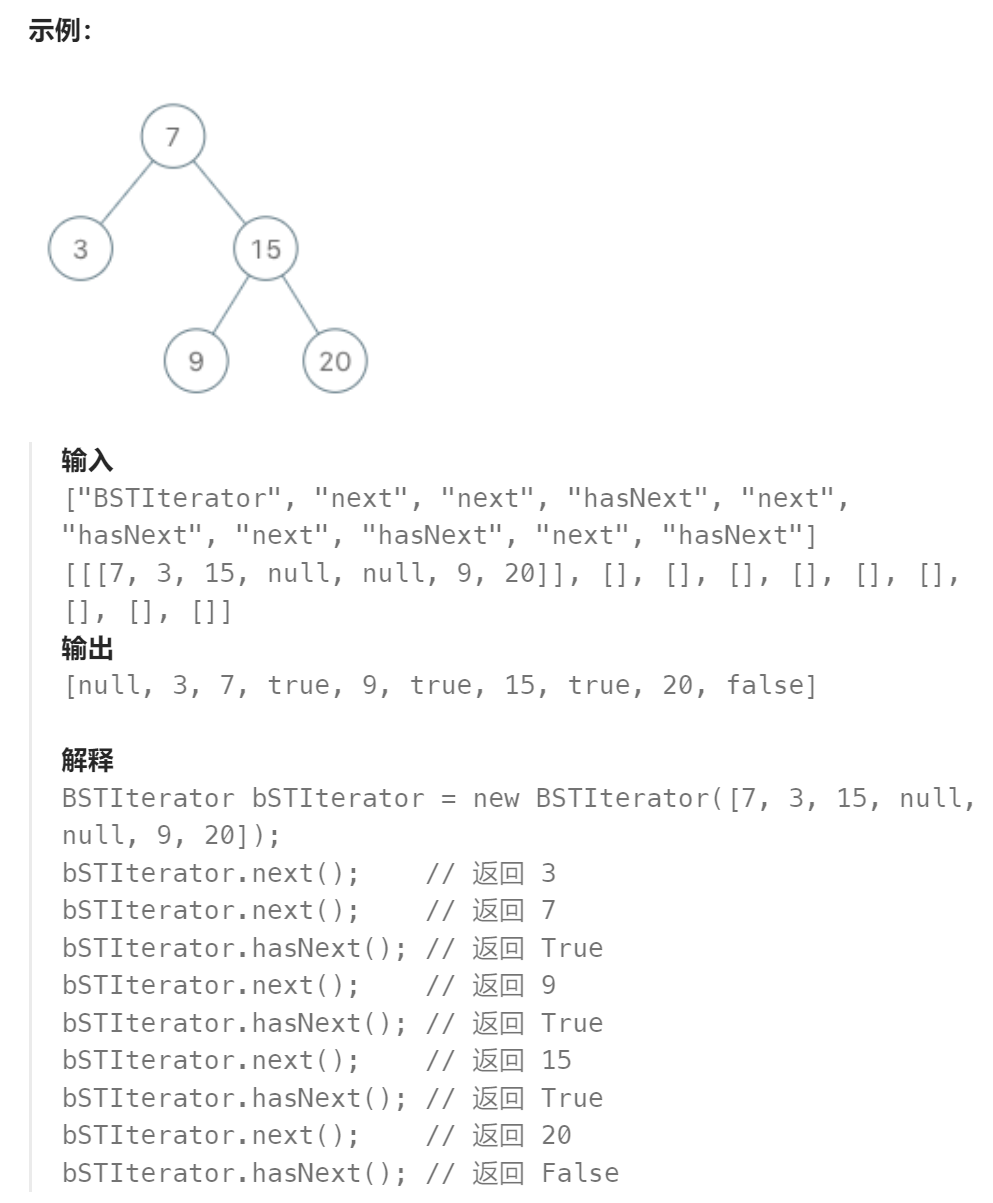 示例：
7
3
15
9
20
输入
["BSTIterator", "next", "next", "hasNext", "next",
"hasNext", "next", "hasNext", "next", "hasNext"]
[[[7, 3, 15, null, null, 9, 20]], [], [], [], [], [], [],
[], [], []]
输出
[null, 3, 7, true, 9, true, 15, true, 20, false]
解释
BSTIterator bSTIterator = new BSTIterator([7, 3, 15, null,
null, 9, 20]);
bSTIterator.next();    // 返回 3
bSTIterator.next();    // 返回 7
bSTIterator.hasNext(); // 返回 True
bSTIterator.next();    // 返回 9
bSTIterator.hasNext(); // 返回 True
bSTIterator.next();    // 返回 15
bSTIterator.hasNext(); // 返回 True
bSTIterator.next();    // 返回 20
bSTIterator.hasNext(); // 返回 False